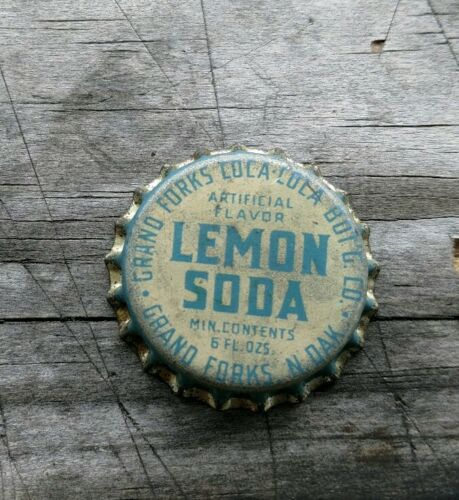 GRAND FORKS COCA-COLA BOT'G. CO.
ARTIFICIAL
FLAVOR
LEMON
SODA
MIN. CONTENTS
6 FL. OZS.
GRAND FORKS, N. DAK.